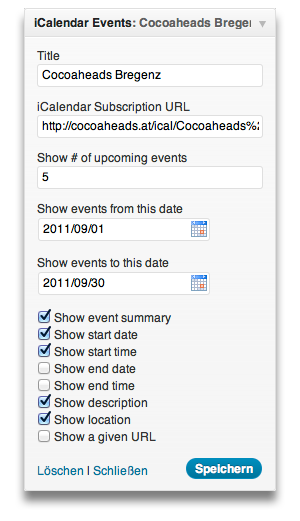 iCalendar Events: Cocoaheads Bregen
Title
Cocoaheads Bregenz
iCalendar Subscription URL
http://cocoaheads.at/ical/Cocoaheads%2
Show # of upcoming events
5
Show events from this date
2011/09/01
Show events to this date
2011/09/30
Show event summary
Show start date
Show start time
Show end date
Show end time
Show description
Show location
Show a given URL
Löschen | Schließen
Speichern